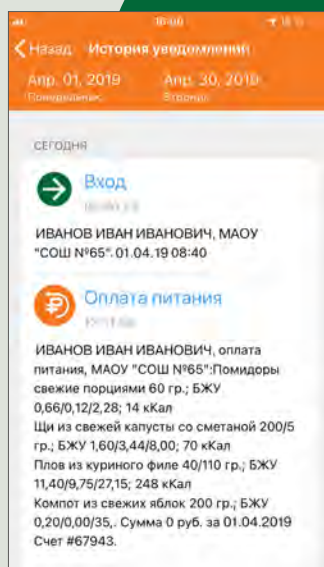 Назад История уведомлений
Апр. 01, 2019 Апр. 30, 2019
Понедельник Вторник
СЕГОДНЯ
Вход
ИВАНОВ ИВАН ИВАНОВИЧ, МАОУ
"СОШ №65". 01.04.19 08:40
Оплата питания
ИВАНОВ ИВАН ИВАНОВИЧ, оплата
питания, МАОУ "СОШ №65":Помидоры
свежие порциями 60 гр.; БЖУ
0,66/0,12/2,28; 14 кКал
Щи из свежей капусты со сметаной 200/5
гр.; БЖУ 1,60/3,44/8,00; 70 кКал
Плов из куриного филе 40/110 гр.; БЖУ
11,40/9,75/27,15; 248 кКал
Компот из свежих яблок 200 гр.; БЖУ
0,20/0,00/35,. Сумма 0 руб. за 01.04.2019
Счет #67943.